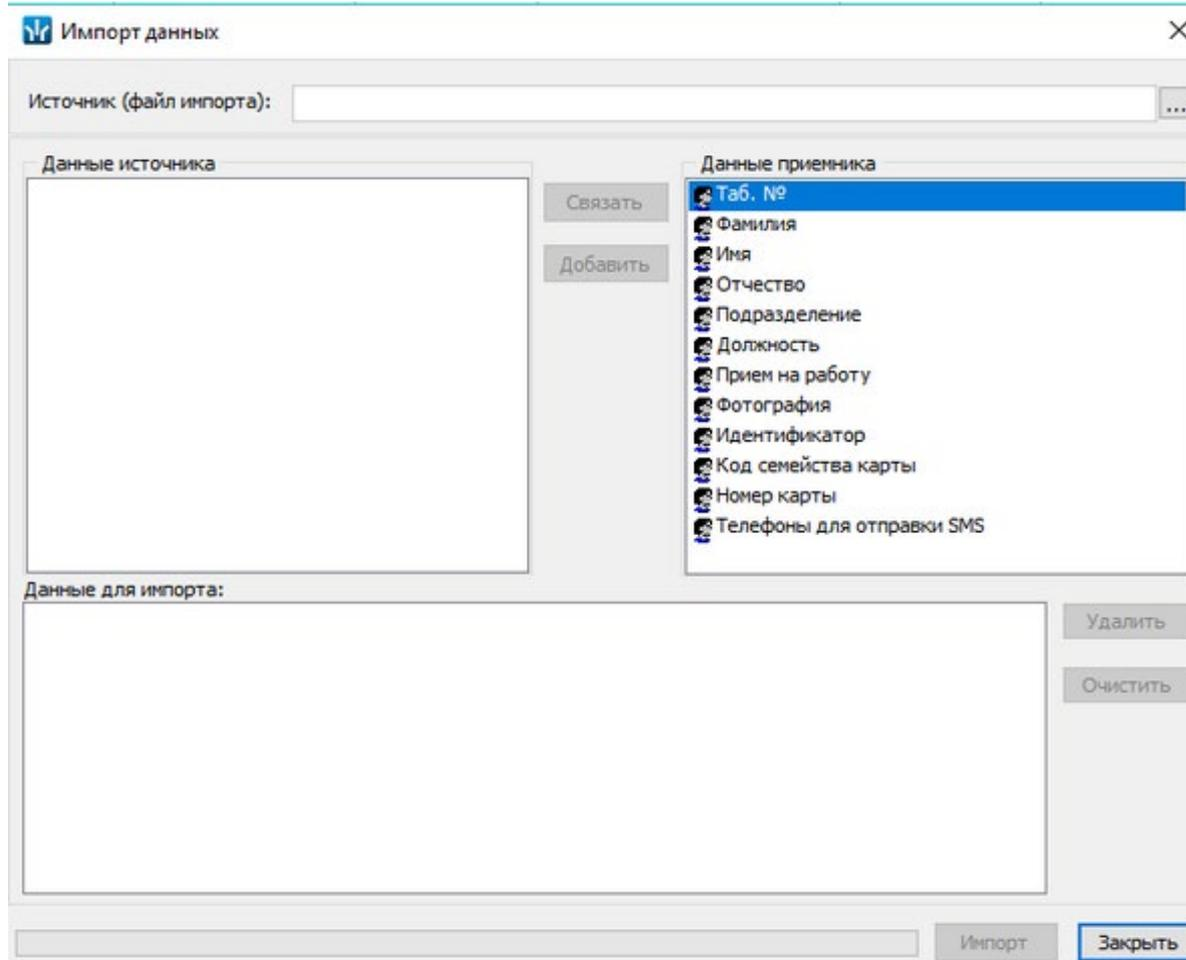 Импорт данных
Источник (файл импорта):
...
Данные источника
Данные приемника
Связать
Добавить
Таб. №
Фамилия
Имя
Отчество
Подразделение
Должность
Прием на работу
Фотография
Идентификатор
Код семейства карты
Номер карты
Телефоны для отправки SMS
Данные для импорта:
Удалить
Очистить
Импорт
Закрыть